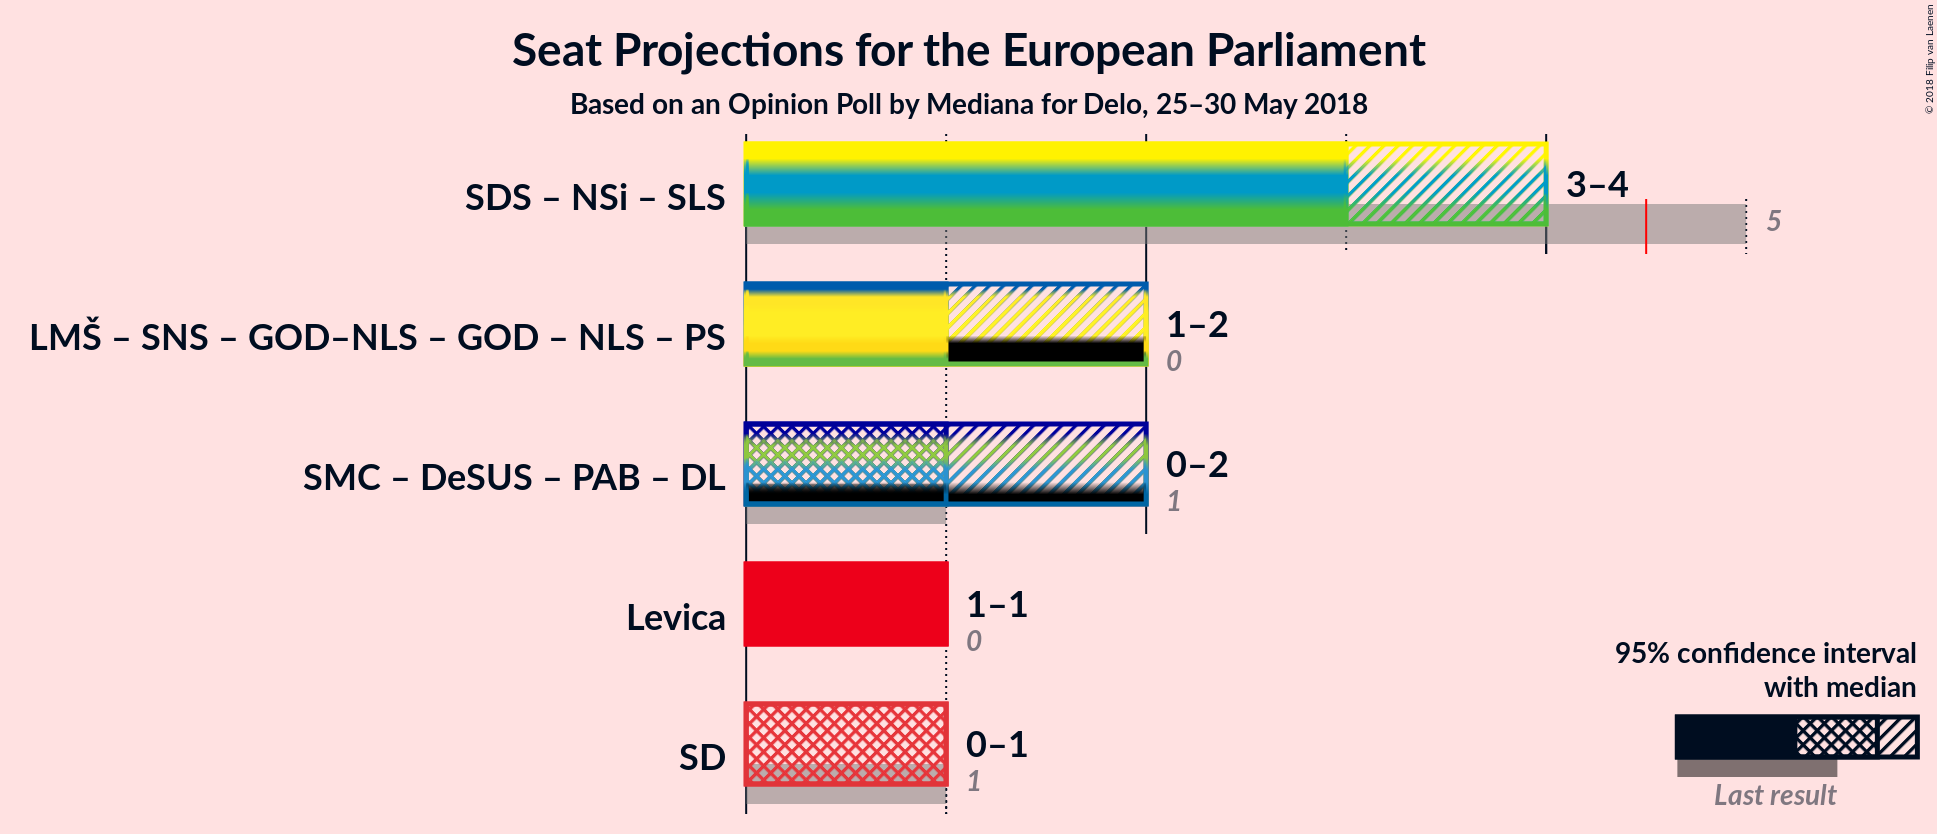 Seat Projections for the European Parliament
Based on an Opinion Poll by Mediana for Delo, 25–30 May 2018
© 2018 Filip van Laenen
SDS – NSi – SLS
3–4
5
LMŠ – SNS – GOD–NLS – GOD – NLS – PS
1–2
0
SMC – DeSUS – PAB – DL
0–2
1
Levica
1–1
0
SD
0–1
1
95% confidence interval
with median
Last result